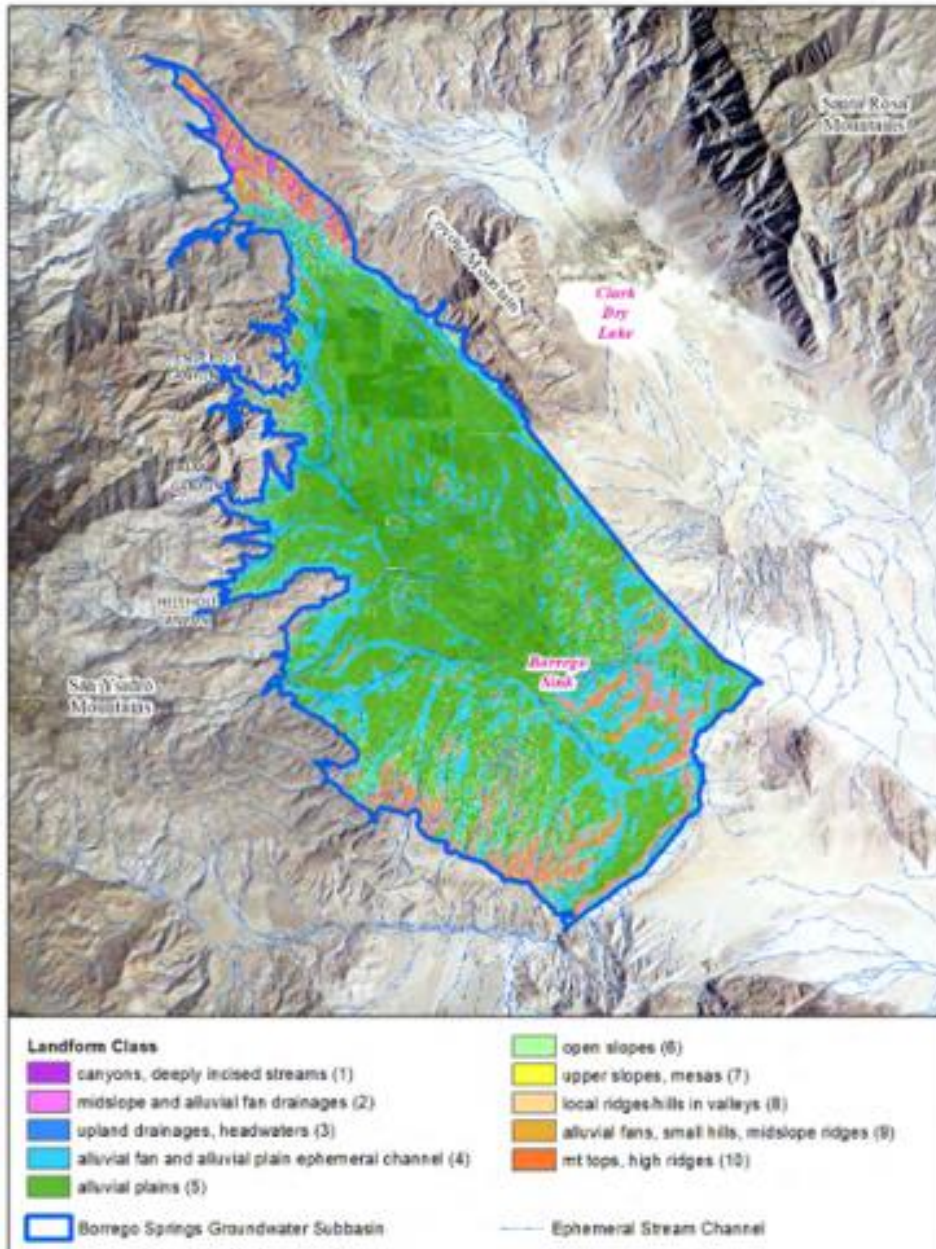 Santa Rosa
Mountains
Coyote Mountain
Clark
Dry
Lake
Borrego
Sink
San Ysidro
Mountains
Landform Class
canyons, deeply incised streams (1)
midslope and alluvial fan drainages (2)
upland drainages, headwaters (3)
alluvial fan and alluvial plain ephemeral channel (4)
alluvial plains (5)
open slopes (6)
upper slopes, mesas (7)
local ridges/hills in valleys (8)
alluvial fans, small hills, midslope ridges (9)
mt tops, high ridges (10)
Borrego Springs Groundwater Subbasin
Ephemeral Stream Channel